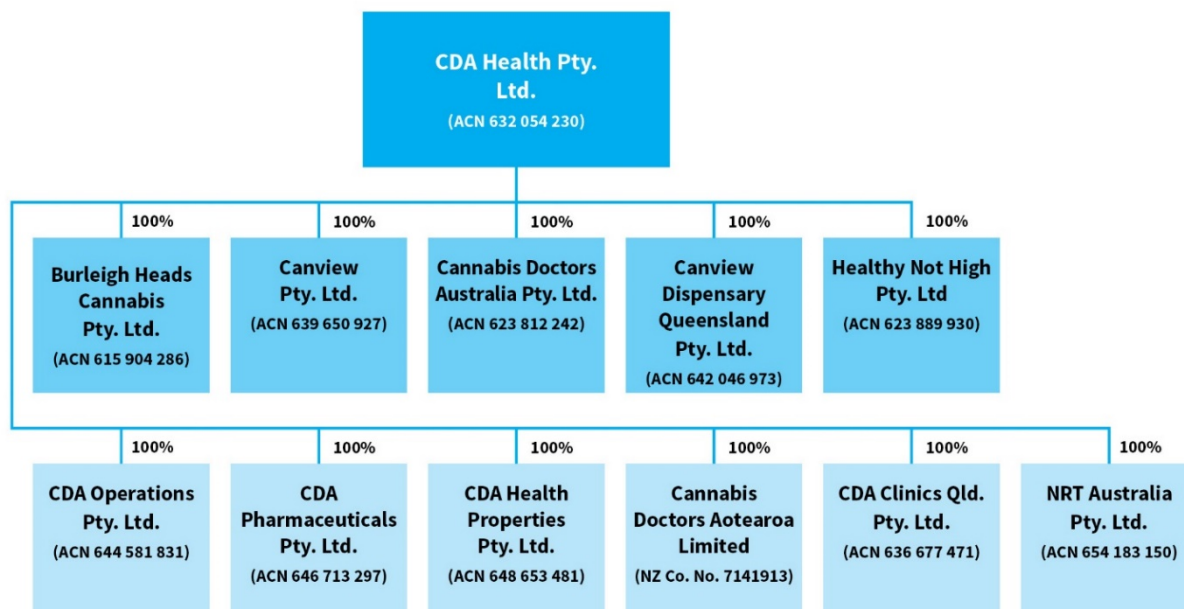 CDA Health Pty.
Ltd.
(ACN 632 054 230)
100%
100%
100%
100%
100%
Burleigh Heads
Cannabis
Pty. Ltd.
(ACN 615 904 286)
Canview
Pty. Ltd.
(ACN 639 650 927)
Cannabis Doctors
Australia Pty. Ltd.
(ACN 623 812 242)
Canview
Dispensary
Queensland
Pty. Ltd.
(ACN 642 046 973)
Healthy Not High
Pty. Ltd
(ACN 623 889 930)
100%
100%
100%
100%
100%
100%
CDA Operations
Pty. Ltd.
(ACN 644 581 831)
CDA
Pharmaceuticals
Pty. Ltd.
(ACN 646 713 297)
CDA Health
Properties
Pty. Ltd.
(ACN 648 653 481)
Cannabis
Doctors Aotearoa
Limited
(NZ Co. No. 7141913)
CDA Clinics Qld.
Pty. Ltd.
(ACN 636 677 471)
NRT Australia
Pty. Ltd.
(ACN 654 183 150)